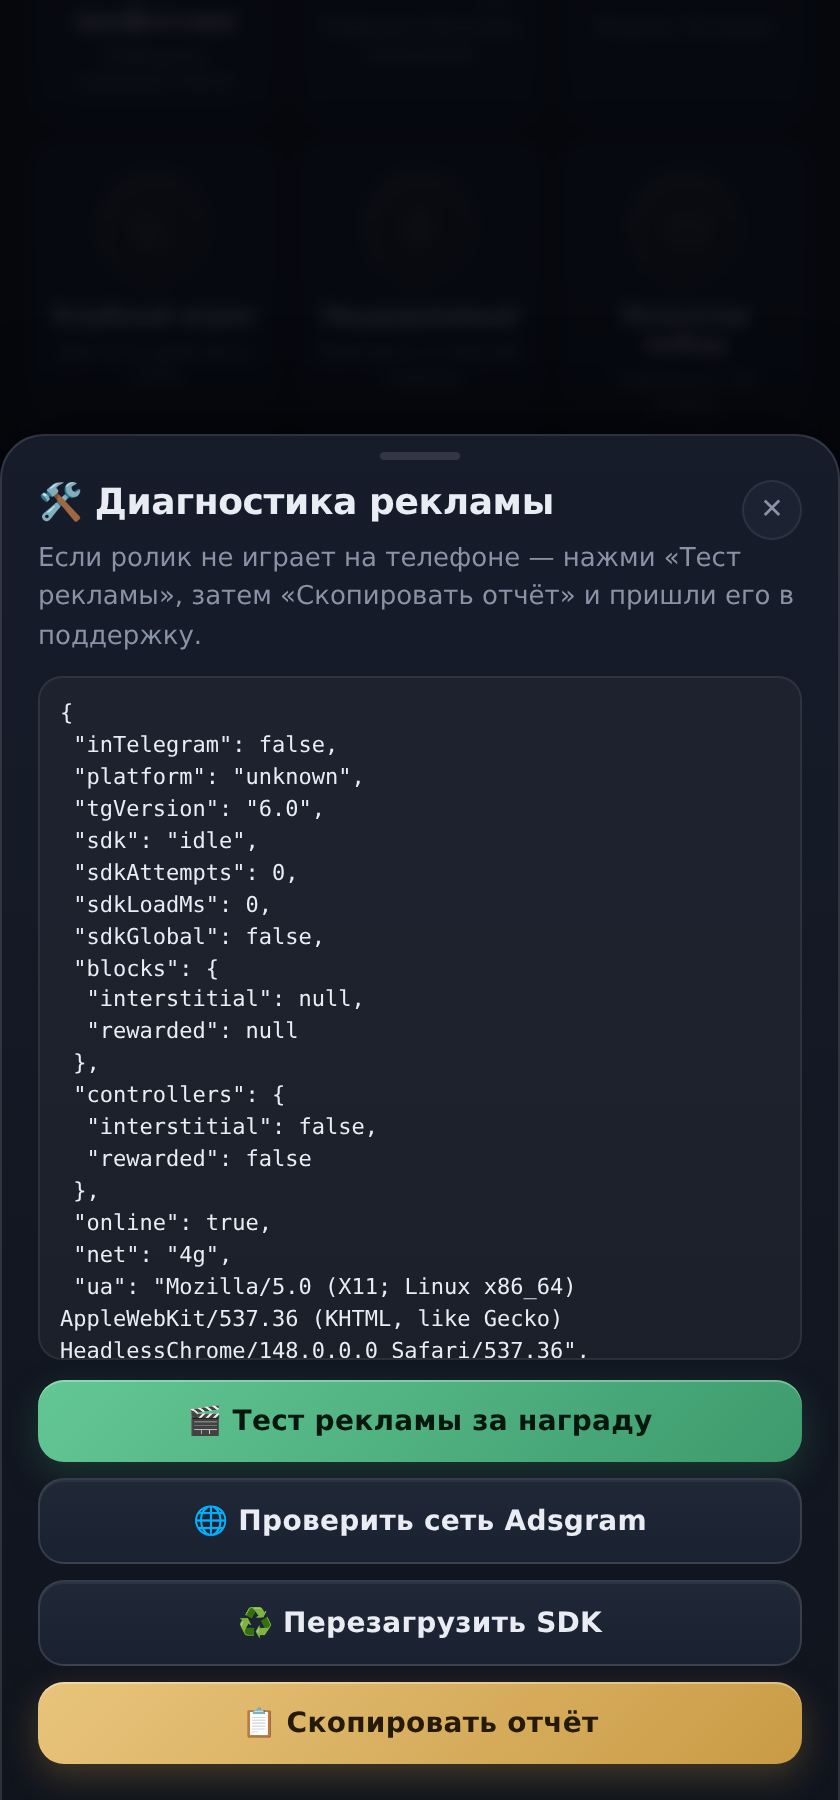 🛠️ Диагностика рекламы
✕
Если ролик не играет на телефоне — нажми «Тест
рекламы», затем «Скопировать отчёт» и пришли его в
поддержку.
{
"inTelegram": false,
"platform": "unknown",
"tgVersion": "6.0",
"sdk": "idle",
"sdkAttempts": 0,
"sdkLoadMs": 0,
"sdkGlobal": false,
"blocks": {
"interstitial": null,
"rewarded": null
},
"controllers": {
"interstitial": false,
"rewarded": false
},
"online": true,
"net": "4g",
"ua": "Mozilla/5.0 (X11; Linux x86_64)
AppleWebKit/537.36 (KHTML, like Gecko)
HeadlessChrome/148.0.0.0 Safari/537.36",
🎬 Тест рекламы за награду
🌐 Проверить сеть Adsgram
♻️ Перезагрузить SDK
📋 Скопировать отчёт